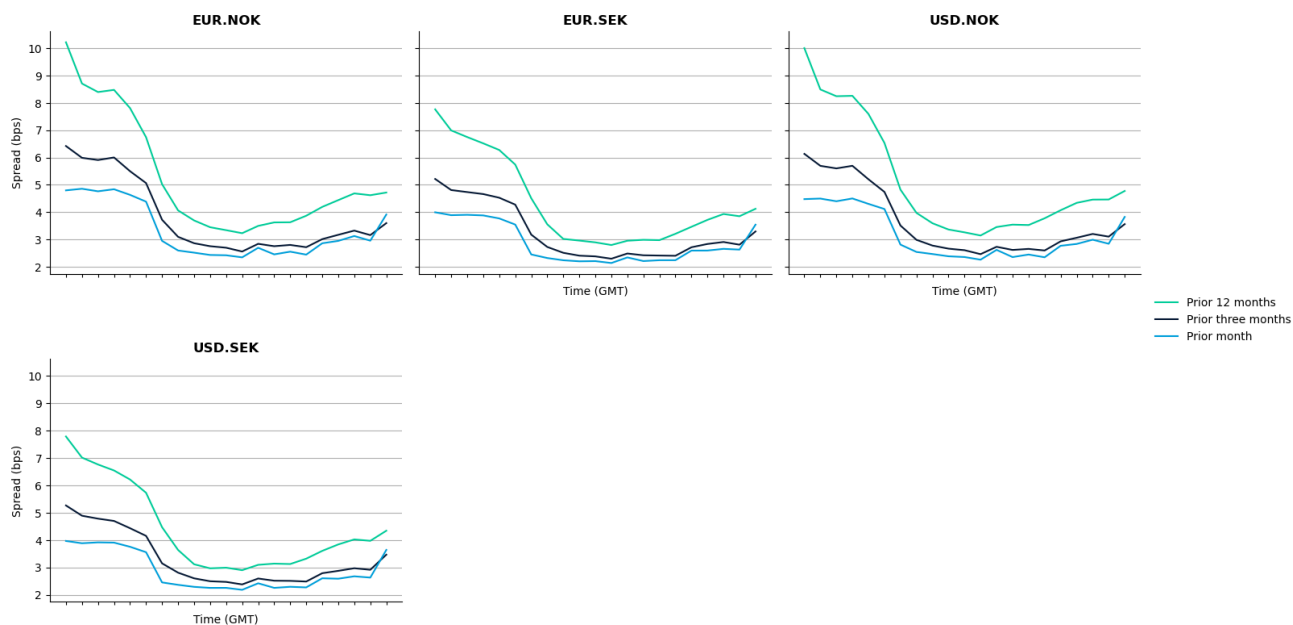 EUR.NOK
EUR.SEK
USD.NOK
Spread (bps)
10
9
8
7
6
5
4
3
2
Time (GMT)
Time (GMT)
Prior 12 months
Prior three months
Prior month
USD.SEK
Spread (bps)
10
9
8
7
6
5
4
3
2
Time (GMT)